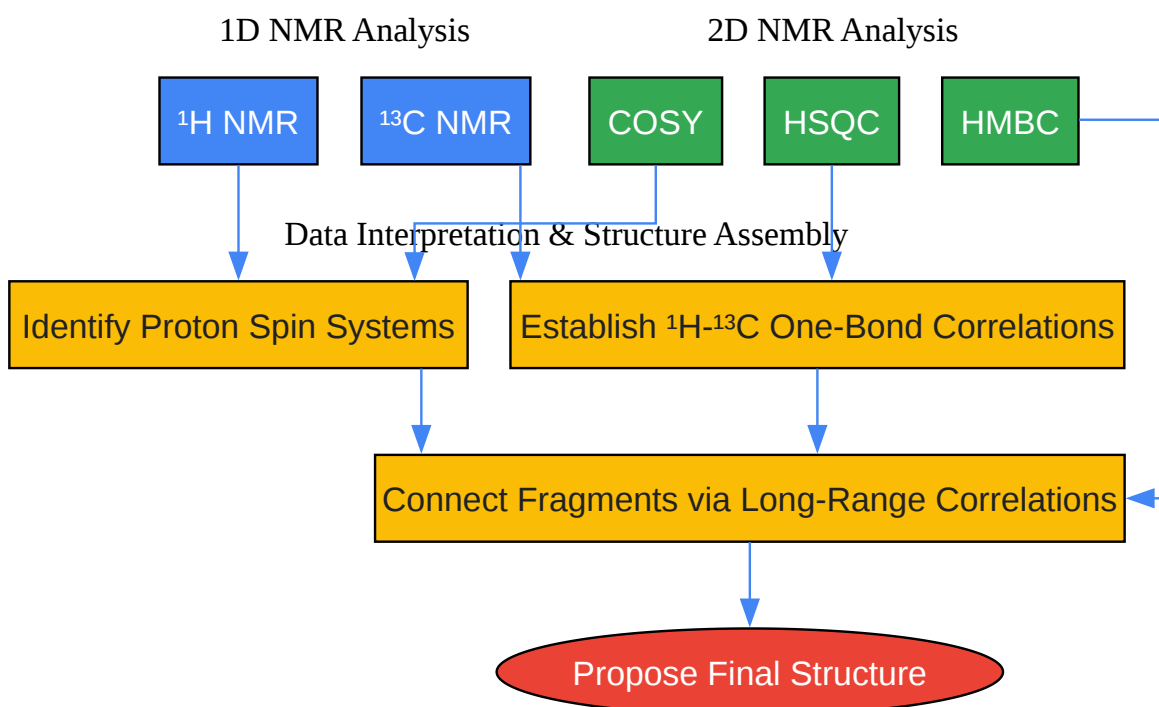 1D NMR Analysis
2D NMR Analysis
¹H NMR
¹³C NMR
COSY
HSQC
HMBC
Data Interpretation & Structure Assembly
Identify Proton Spin Systems
Establish ¹H-¹³C One-Bond Correlations
Connect Fragments via Long-Range Correlations
Propose Final Structure